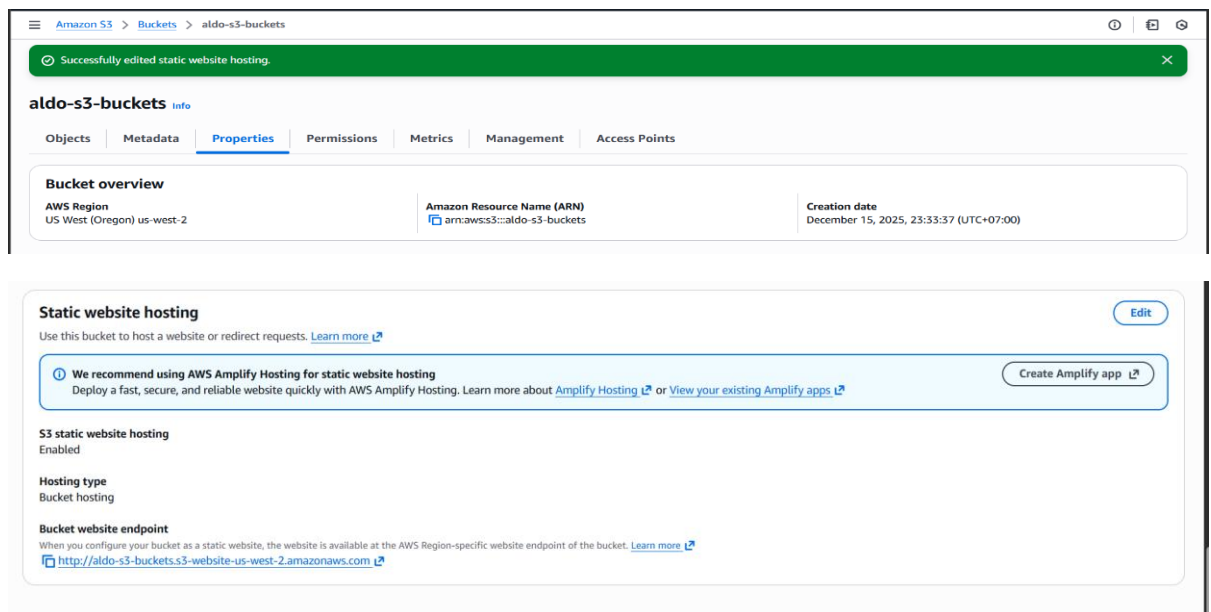 Amazon S3 > Buckets > aldo-s3-buckets
Successfully edited static website hosting.
aldo-s3-buckets Info
Objects Metadata Properties Permissions Metrics Management Access Points
Bucket overview
AWS Region
US West (Oregon) us-west-2
Amazon Resource Name (ARN)
arn:aws:s3:::aldo-s3-buckets
Creation date
December 15, 2025, 23:33:37 (UTC+07:00)
Static website hosting
Edit
Use this bucket to host a website or redirect requests. Learn more
We recommend using AWS Amplify Hosting for static website hosting
Deploy a fast, secure, and reliable website quickly with AWS Amplify Hosting. Learn more about Amplify Hosting or View your existing Amplify apps
Create Amplify app
S3 static website hosting
Enabled
Hosting type
Bucket hosting
Bucket website endpoint
When you configure your bucket as a static website, the website is available at the AWS Region-specific website endpoint of the bucket. Learn more
http://aldo-s3-buckets.s3-website-us-west-2.amazonaws.com